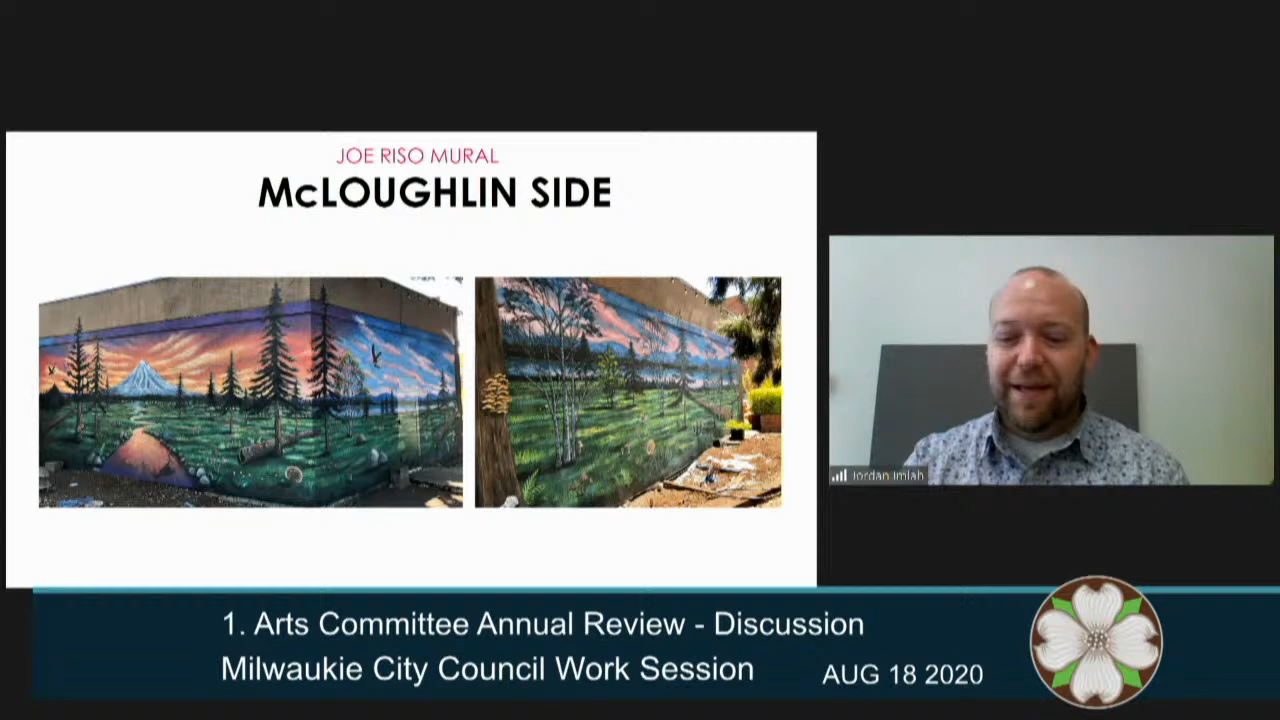 JOE RISO MURAL
McLOUGHLIN SIDE
Jordan Imlah
1. Arts Committee Annual Review - Discussion
Milwaukie City Council Work Session
AUG 18 2020